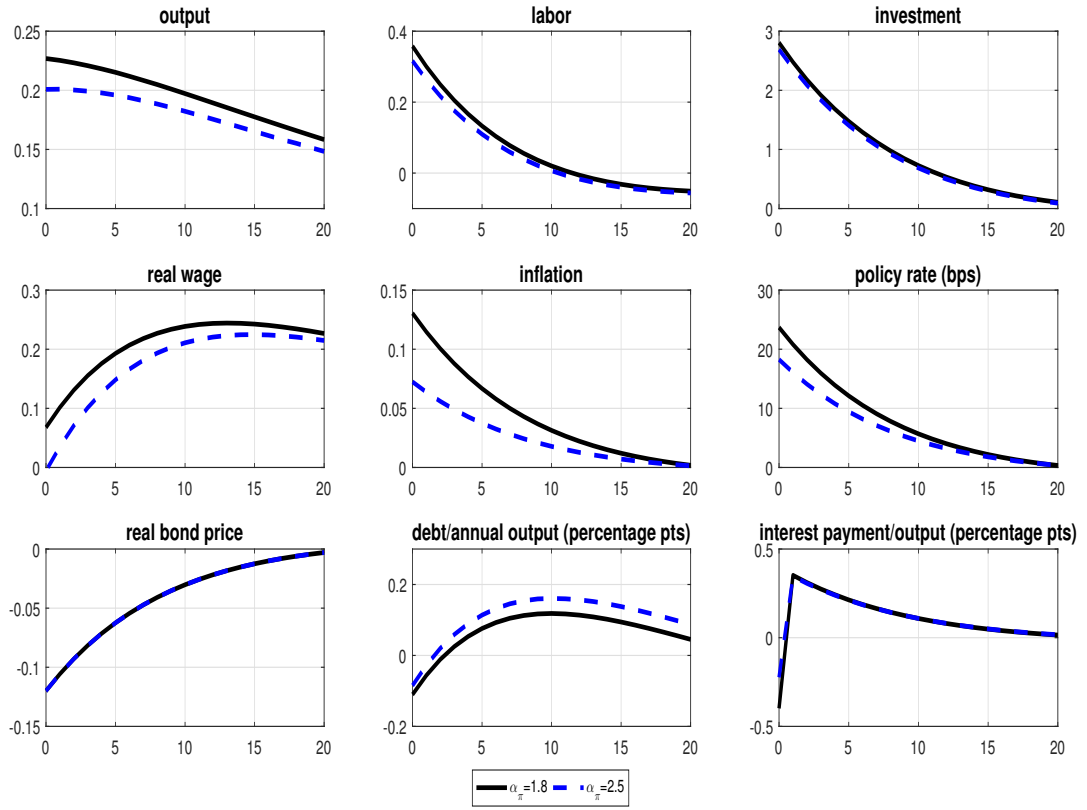 output
labor
investment
0.25
0.2
0.15
0.1
0 5 10 15 20
0.4
0.2
0
0 5 10 15 20
3
2
1
0
0 5 10 15 20
real wage
inflation
policy rate (bps)
0.3
0.2
0.1
0
0 5 10 15 20
0.15
0.1
0.05
0
0 5 10 15 20
30
20
10
0
0 5 10 15 20
real bond price
debt/annual output (percentage pts)
interest payment/output (percentage pts)
0
-0.05
-0.1
-0.15
0 5 10 15 20
0.2
0
-0.2
0 5 10 15 20
0.5
0
-0.5
0 5 10 15 20
α_π=1.8 α_π=2.5